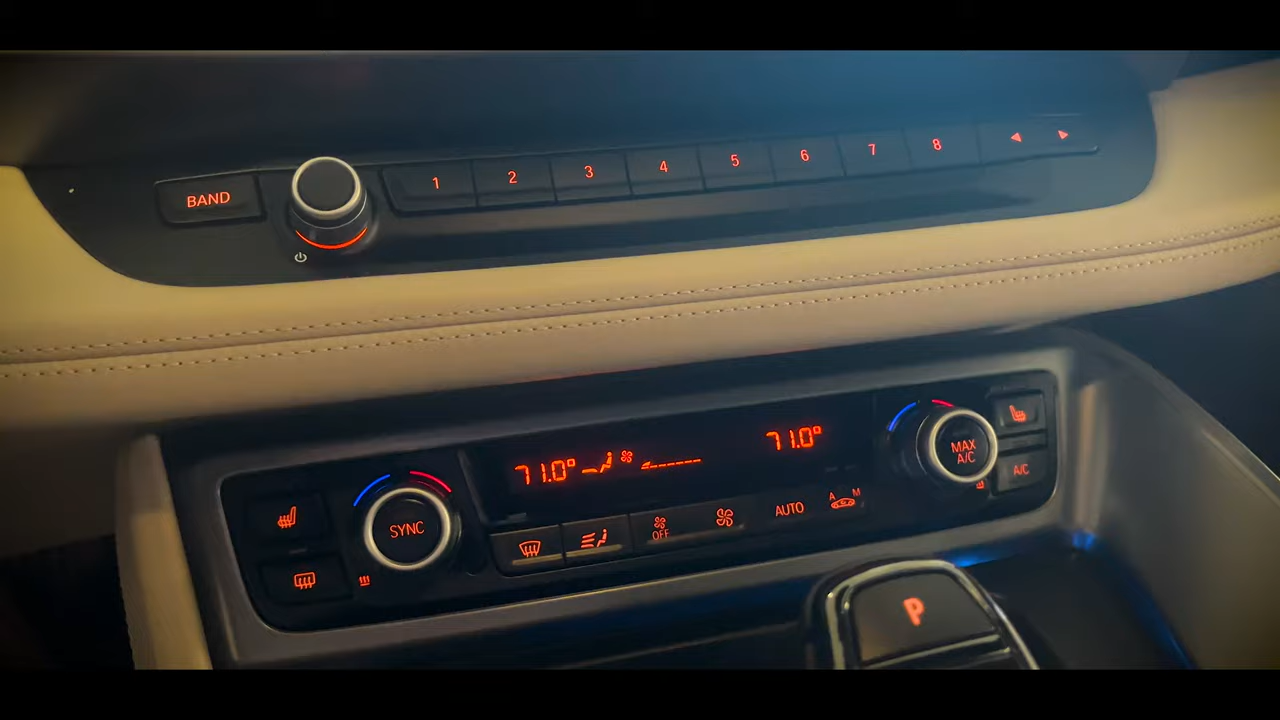 BAND 1 2 3 4 5 6 7 8
71.0° 71.0°
MAX A/C
SYNC A/C
OFF AUTO A M
P